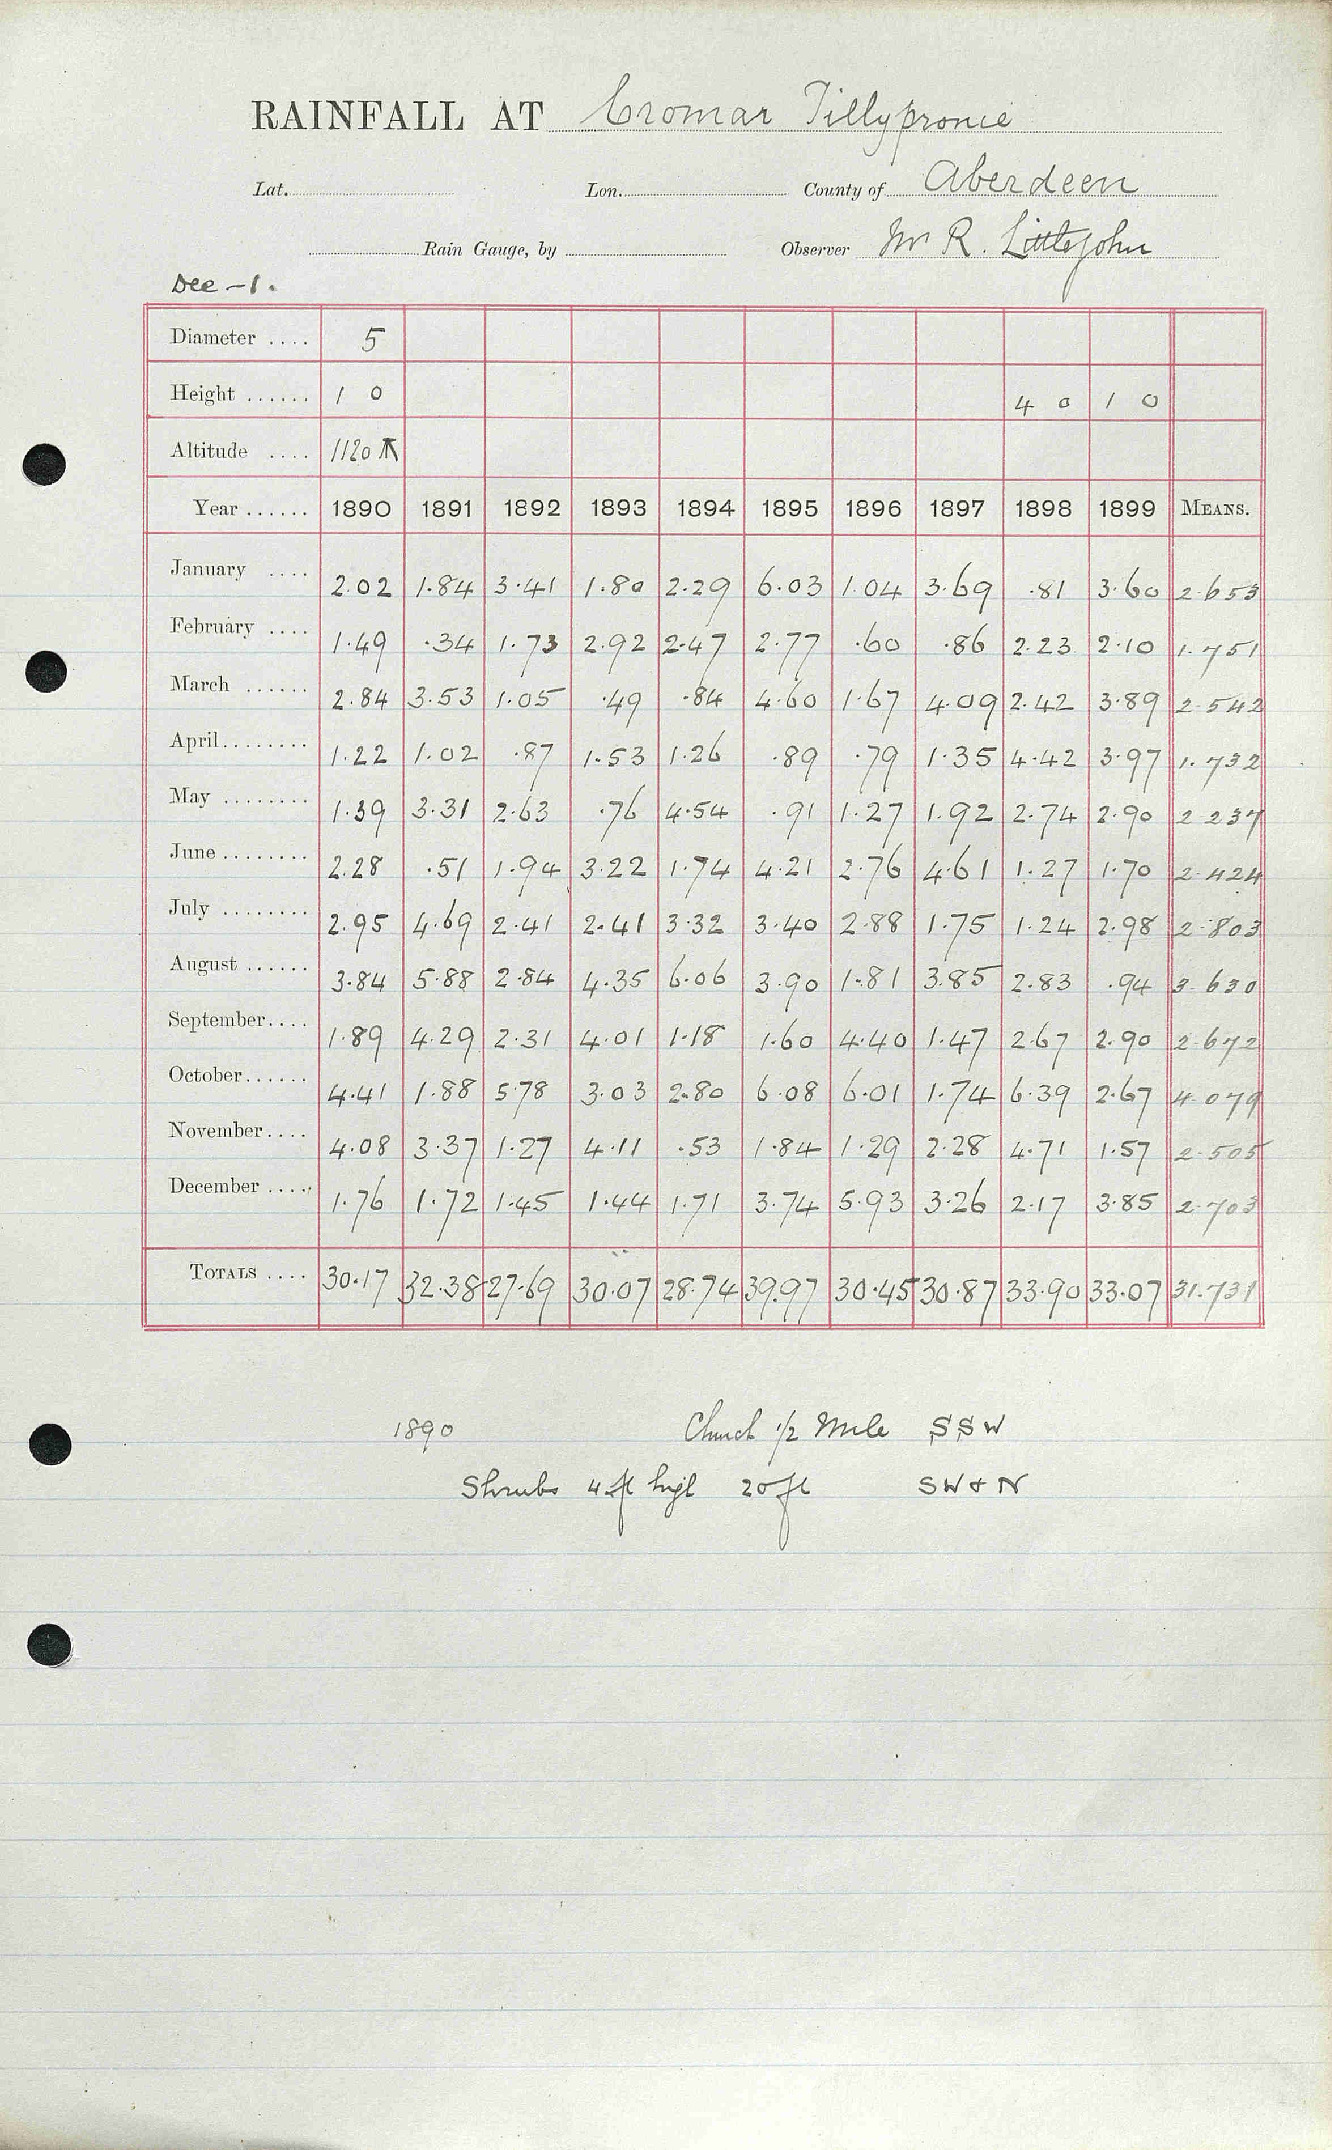 RAINFALL AT Cromar Tillypronie
Lat. Lon. County of Aberdeen
Rain Gauge, by Observer Mr R. Littlejohn
Dee -1.
Diameter .... 5
Height ...... 1 0 4 0 1 0
Altitude .... 1120
Year ...... 1890 1891 1892 1893 1894 1895 1896 1897 1898 1899 MEANS.
January .... 2.02 1.84 3.41 1.80 2.29 6.03 1.04 3.69 .81 3.60 2.653
February .... 1.49 .34 1.73 2.92 2.47 2.77 .60 .86 2.23 2.10 1.751
March ...... 2.84 3.53 1.05 .49 .84 4.60 1.67 4.09 2.42 3.89 2.542
April........ 1.22 1.02 .87 1.53 1.26 .89 .79 1.35 4.42 3.97 1.732
May ........ 1.39 3.31 2.63 .76 4.54 .91 1.27 1.92 2.74 2.90 2.237
June ........ 2.28 .51 1.94 3.22 1.74 4.21 2.76 4.61 1.27 1.70 2.424
July ........ 2.95 4.69 2.41 2.41 3.32 3.40 2.88 1.75 1.24 2.98 2.803
August ...... 3.84 5.88 2.84 4.35 6.06 3.90 1.81 3.85 2.83 .94 3.630
September.... 1.89 4.29 2.31 4.01 1.18 1.60 4.40 1.47 2.67 2.90 2.672
October...... 4.41 1.88 5.78 3.03 2.80 6.08 6.01 1.74 6.39 2.67 4.079
November.... 4.08 3.37 1.27 4.11 .53 1.84 1.29 2.28 4.71 1.57 2.505
December ..... 1.76 1.72 1.45 1.44 1.71 3.74 5.93 3.26 2.17 3.85 2.703
TOTALS .... 30.17 32.38 27.69 30.07 28.74 39.97 30.45 30.87 33.90 33.07 31.731
1890 Church 1/2 Mile SSW
Shrubs 4 ft high 20 ft SW & N